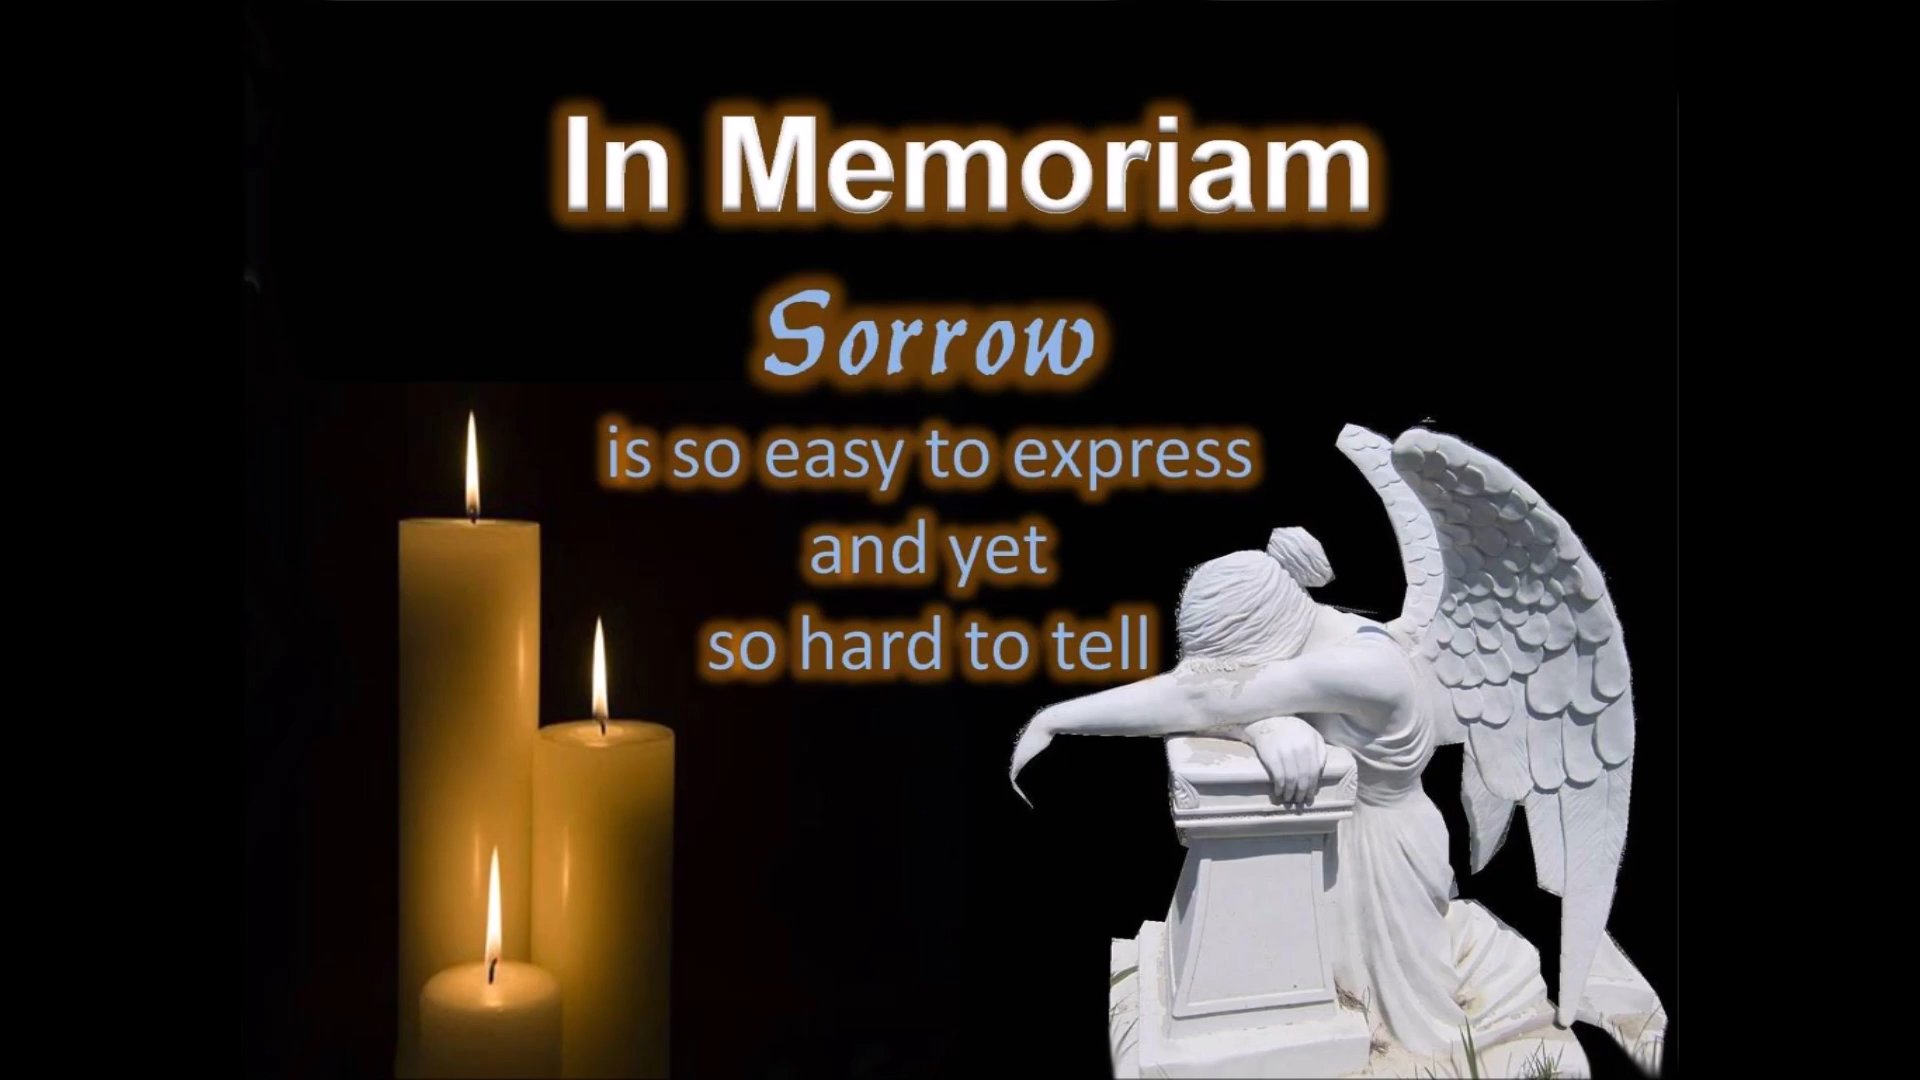 In Memoriam
Sorrow
is so easy to express
and yet
so hard to tell